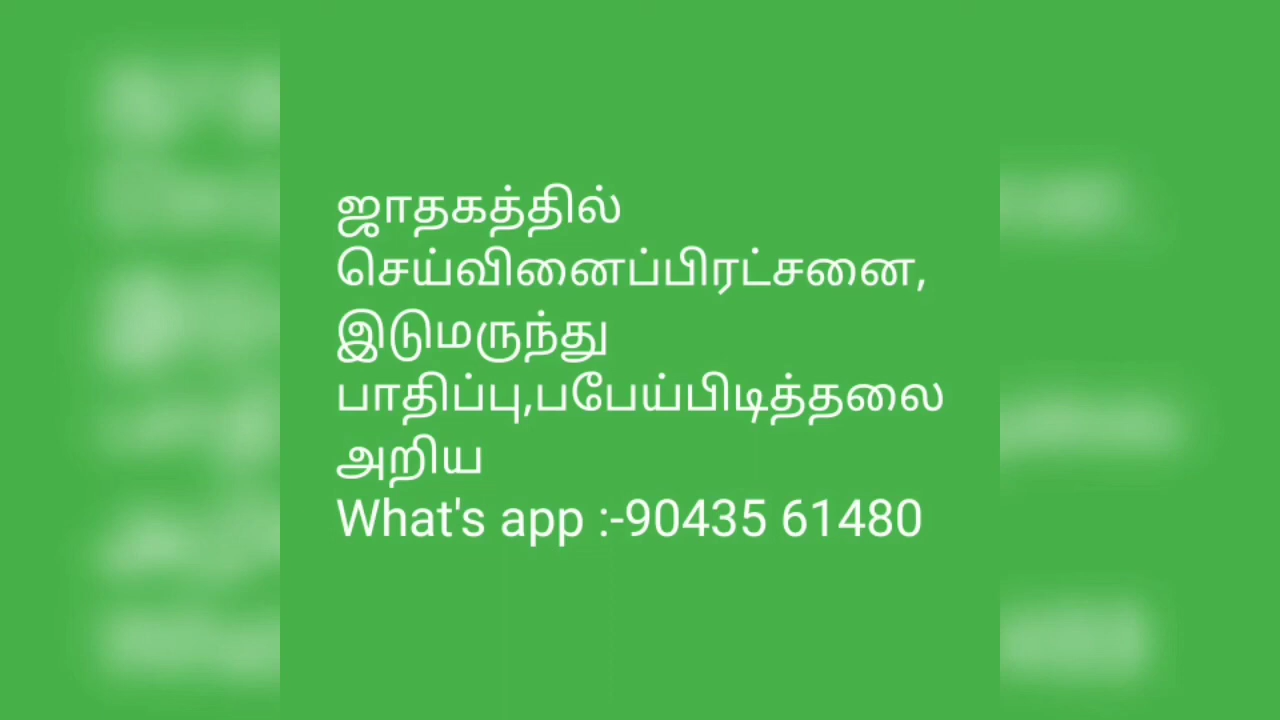 ஜாதகத்தில்
செய்வினைப்பிரட்சனை,
இடுமருந்து
பாதிப்பு,பபேய்பிடித்தலை
அறிய
What's app :-90435 61480